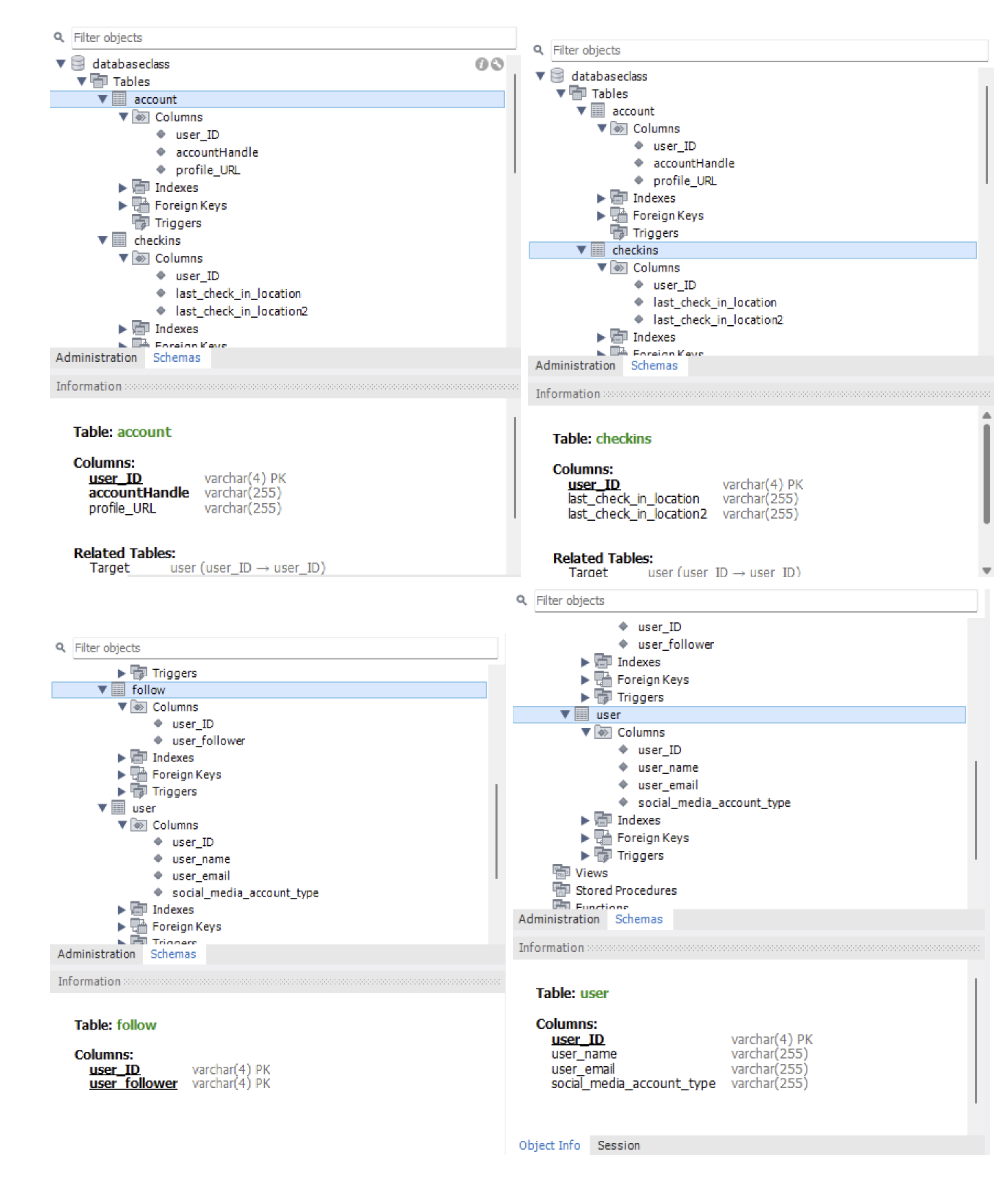 Filter objects
databaseclass
Tables
account
Columns
user_ID
accountHandle
profile_URL
Indexes
Foreign Keys
Triggers
checkins
Columns
user_ID
last_check_in_location
last_check_in_location2
Indexes
Foreign Keys
Administration Schemas
Information
Table: account
Columns:
user_ID varchar(4) PK
accountHandle varchar(255)
profile_URL varchar(255)
Related Tables:
Target user (user_ID → user_ID)
Filter objects
databaseclass
Tables
account
Columns
user_ID
accountHandle
profile_URL
Indexes
Foreign Keys
Triggers
checkins
Columns
user_ID
last_check_in_location
last_check_in_location2
Indexes
Foreign Keys
Administration Schemas
Information
Table: checkins
Columns:
user_ID varchar(4) PK
last_check_in_location varchar(255)
last_check_in_location2 varchar(255)
Related Tables:
Target user (user_ID → user_ID)
Filter objects
Triggers
follow
Columns
user_ID
user_follower
Indexes
Foreign Keys
Triggers
user
Columns
user_ID
user_name
user_email
social_media_account_type
Indexes
Foreign Keys
Triggers
Administration Schemas
Information
Table: follow
Columns:
user_ID varchar(4) PK
user_follower varchar(4) PK
Filter objects
user_ID
user_follower
Indexes
Foreign Keys
Triggers
user
Columns
user_ID
user_name
user_email
social_media_account_type
Indexes
Foreign Keys
Triggers
Views
Stored Procedures
Functions
Administration Schemas
Information
Table: user
Columns:
user_ID varchar(4) PK
user_name varchar(255)
user_email varchar(255)
social_media_account_type varchar(255)
Object Info Session